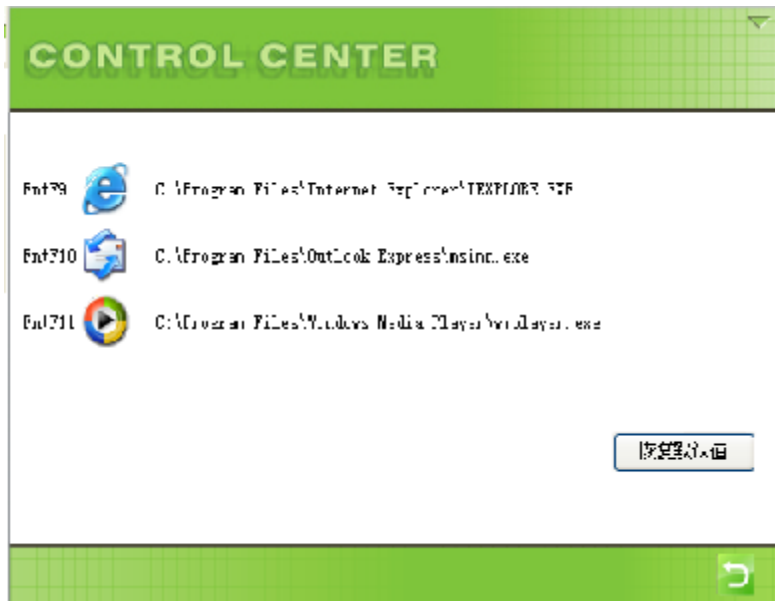 CONTROL CENTER
Fn+F9 C:\Program Files\Internet Explorer\IEXPLORE.EXE
Fn+F10 C:\Program Files\Outlook Express\msimn.exe
Fn+F11 C:\Program Files\Windows Media Player\wmplayer.exe
恢复默认值